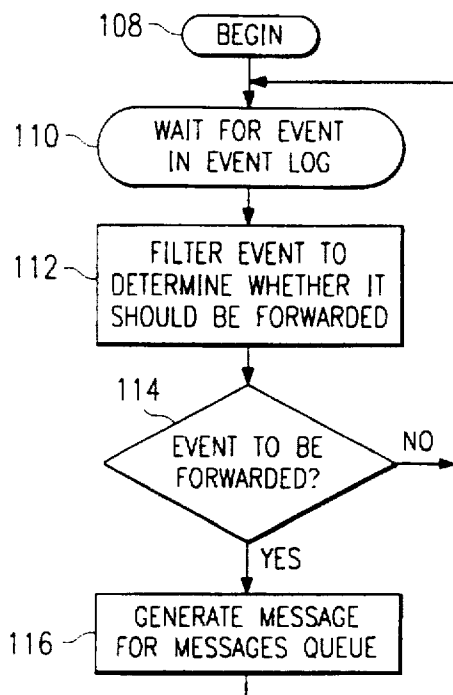 108
BEGIN
110
WAIT FOR EVENT
IN EVENT LOG
112
FILTER EVENT TO
DETERMINE WHETHER IT
SHOULD BE FORWARDED
114
EVENT TO BE
FORWARDED?
NO
YES
116
GENERATE MESSAGE
FOR MESSAGES QUEUE